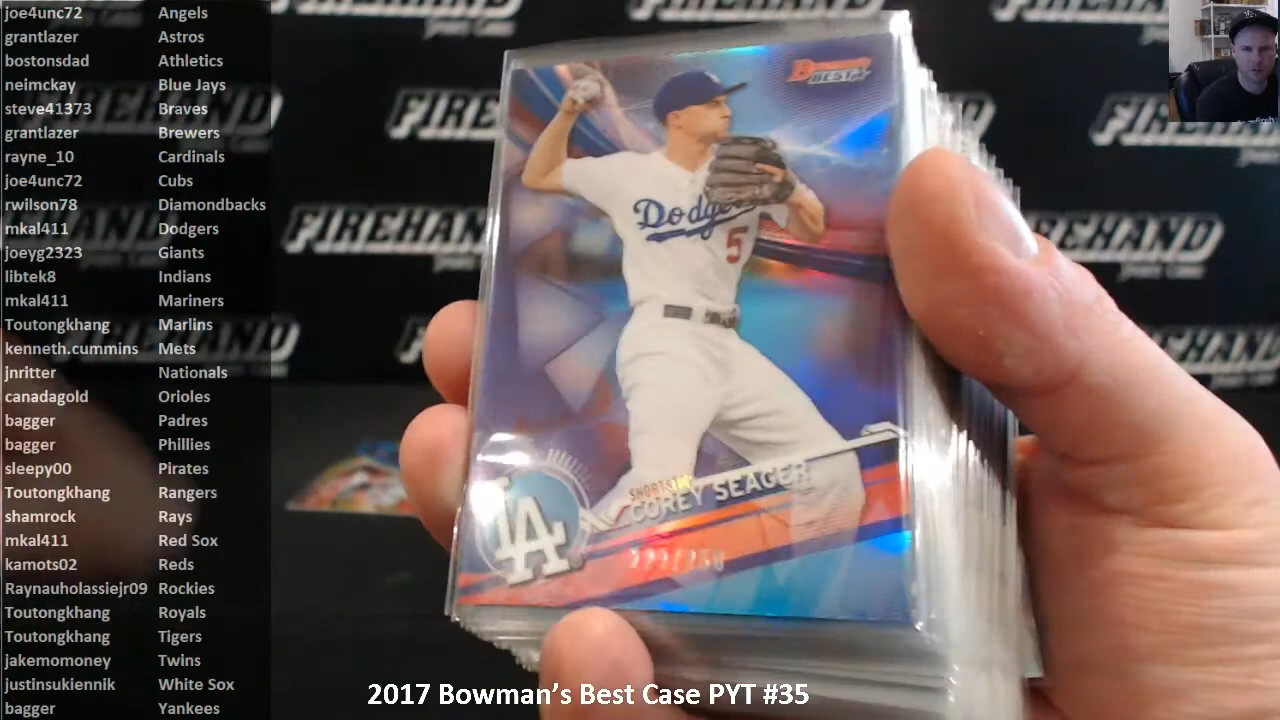 joe4unc72 Angels
grantlazer Astros
bostonsdad Athletics
neimckay Blue Jays
steve41373 Braves
grantlazer Brewers
rayne_10 Cardinals
joe4unc72 Cubs
rwilson78 Diamondbacks
mkal411 Dodgers
joeyg2323 Giants
libtek8 Indians
mkal411 Mariners
Toutongkhang Marlins
kenneth.cummins Mets
jnritter Nationals
canadagold Orioles
bagger Padres
bagger Phillies
sleepy00 Pirates
Toutongkhang Rangers
shamrock Rays
mkal411 Red Sox
kamots02 Reds
Raynauholassiejr09 Rockies
Toutongkhang Royals
Toutongkhang Tigers
jakemomoney Twins
justinsukiennik White Sox
bagger Yankees
FIREHAND
FIREHAND
BOWMAN'S BEST
Dodgers
5
LA
SHORTSTOP
COREY SEAGER
2017 Bowman's Best Case PYT #35